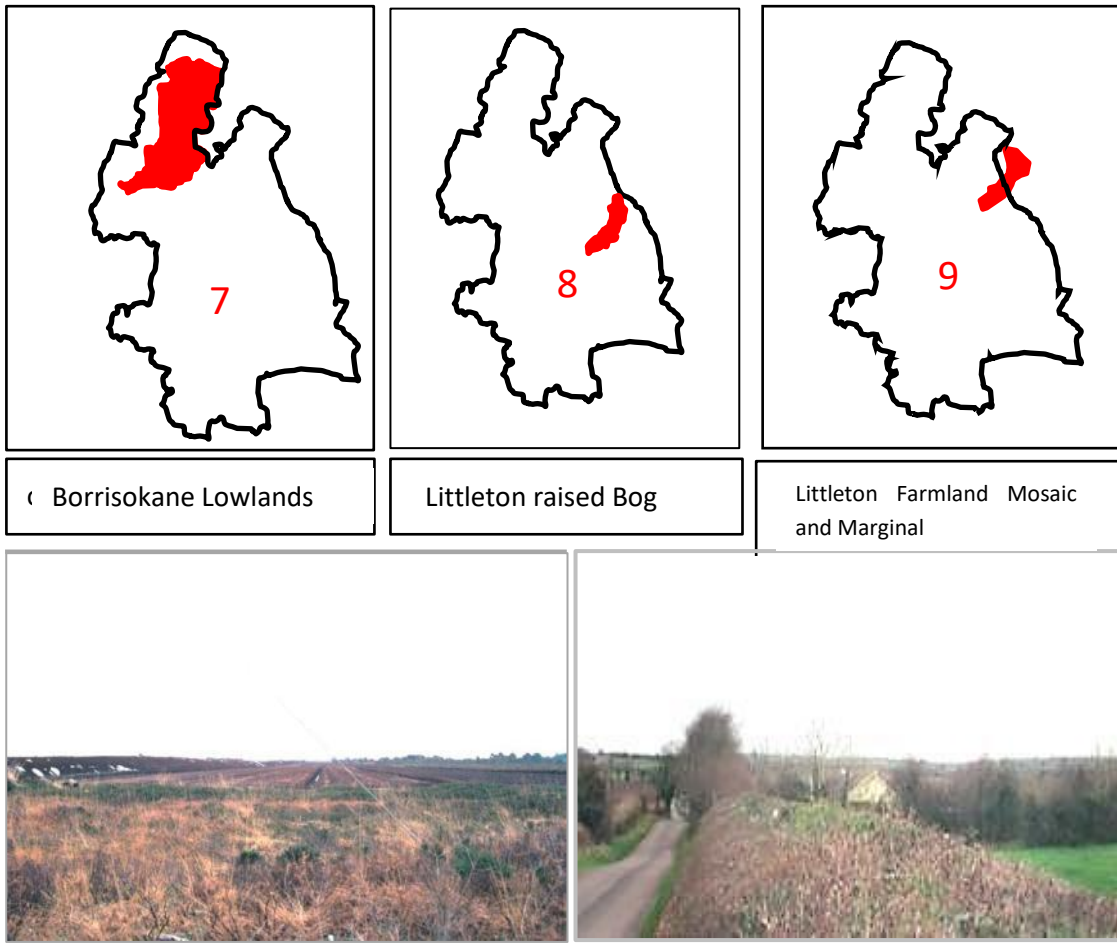 7
8
9
Borrisokane Lowlands
Littleton raised Bog
Littleton Farmland Mosaic
and Marginal